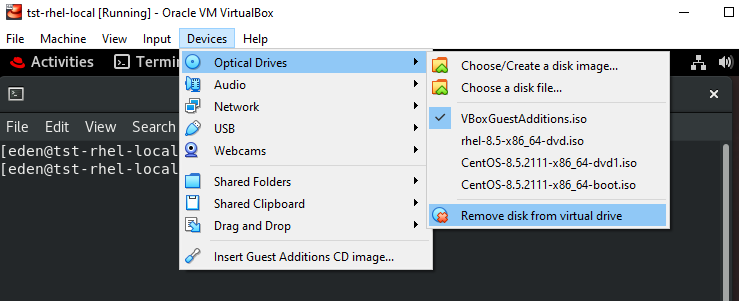 tst-rhel-local [Running] - Oracle VM VirtualBox
File Machine View Input Devices Help
Activities Termin
Optical Drives
Audio
Network
USB
Webcams
Shared Folders
Shared Clipboard
Drag and Drop
Insert Guest Additions CD image...
Choose/Create a disk image...
Choose a disk file...
VBoxGuestAdditions.iso
rhel-8.5-x86_64-dvd.iso
CentOS-8.5.2111-x86_64-dvd1.iso
CentOS-8.5.2111-x86_64-boot.iso
Remove disk from virtual drive
File Edit View Search
[eden@tst-rhel-local
[eden@tst-rhel-local